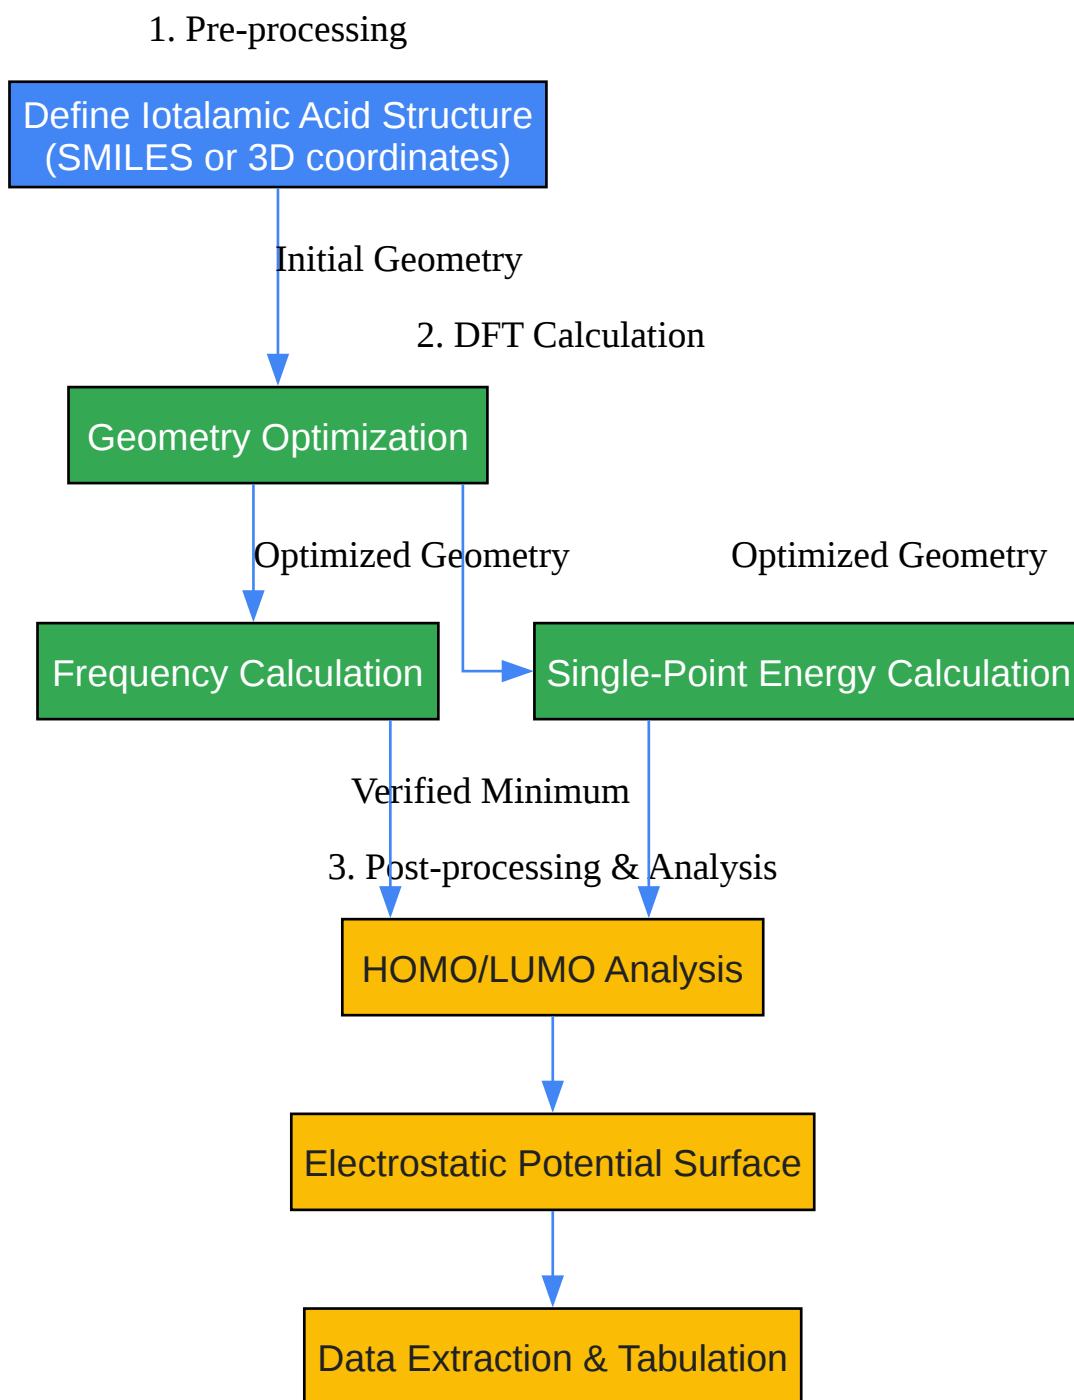 1. Pre-processing
Define Iotalamic Acid Structure
(SMILES or 3D coordinates)
Initial Geometry
2. DFT Calculation
Geometry Optimization
Optimized Geometry
Optimized Geometry
Frequency Calculation
Single-Point Energy Calculation
Verified Minimum
3. Post-processing & Analysis
HOMO/LUMO Analysis
Electrostatic Potential Surface
Data Extraction & Tabulation